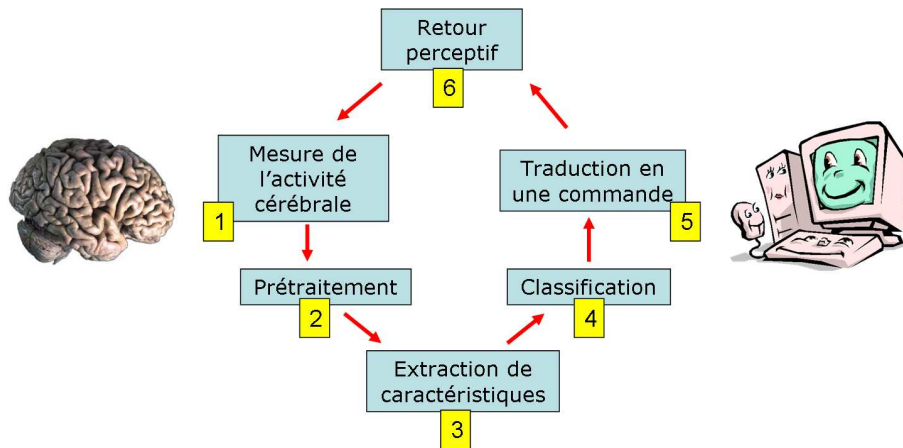 Retour
perceptif
6
Mesure de
l'activité
cérébrale
1
Traduction en
une commande
5
Prétraitement
2
Classification
4
Extraction de
caractéristiques
3